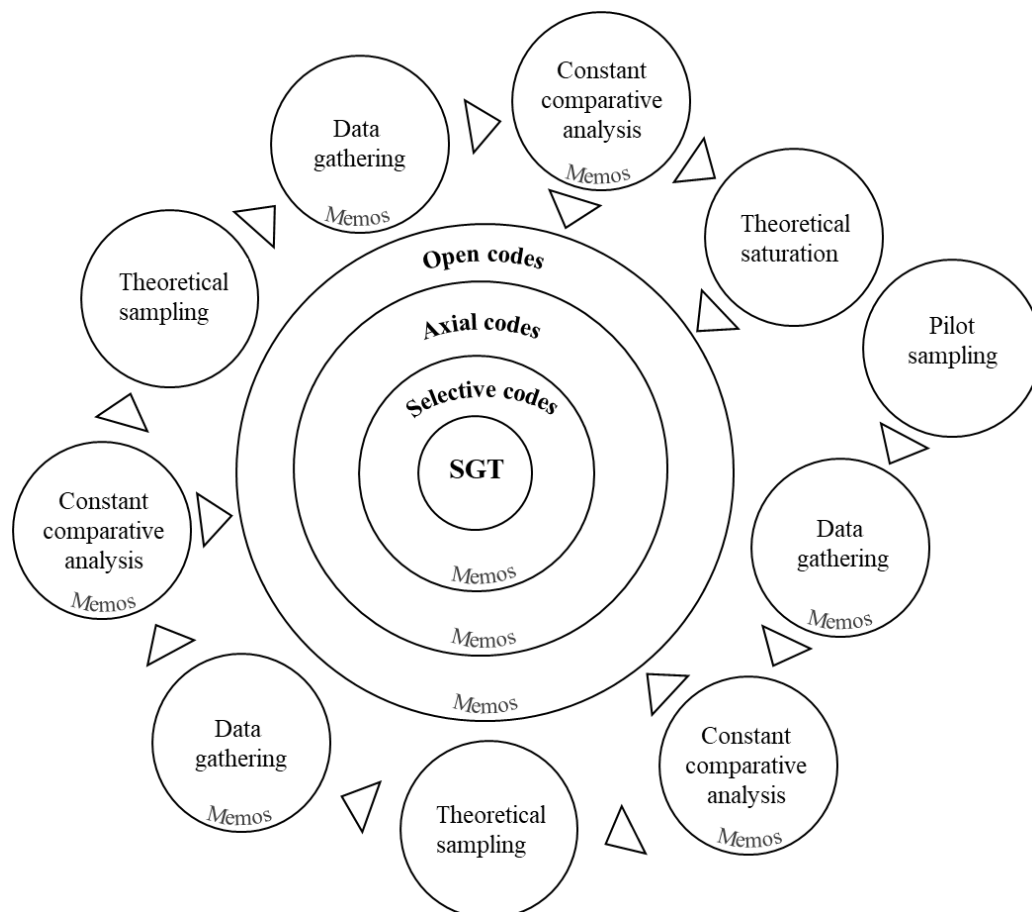 Constant
comparative
analysis
Memos
Data
gathering
Memos
Theoretical
saturation
Theoretical
sampling
Pilot
sampling
Open codes
Axial codes
Selective codes
SGT
Memos
Memos
Memos
Constant
comparative
analysis
Memos
Data
gathering
Memos
Data
gathering
Memos
Constant
comparative
analysis
Memos
Theoretical
sampling